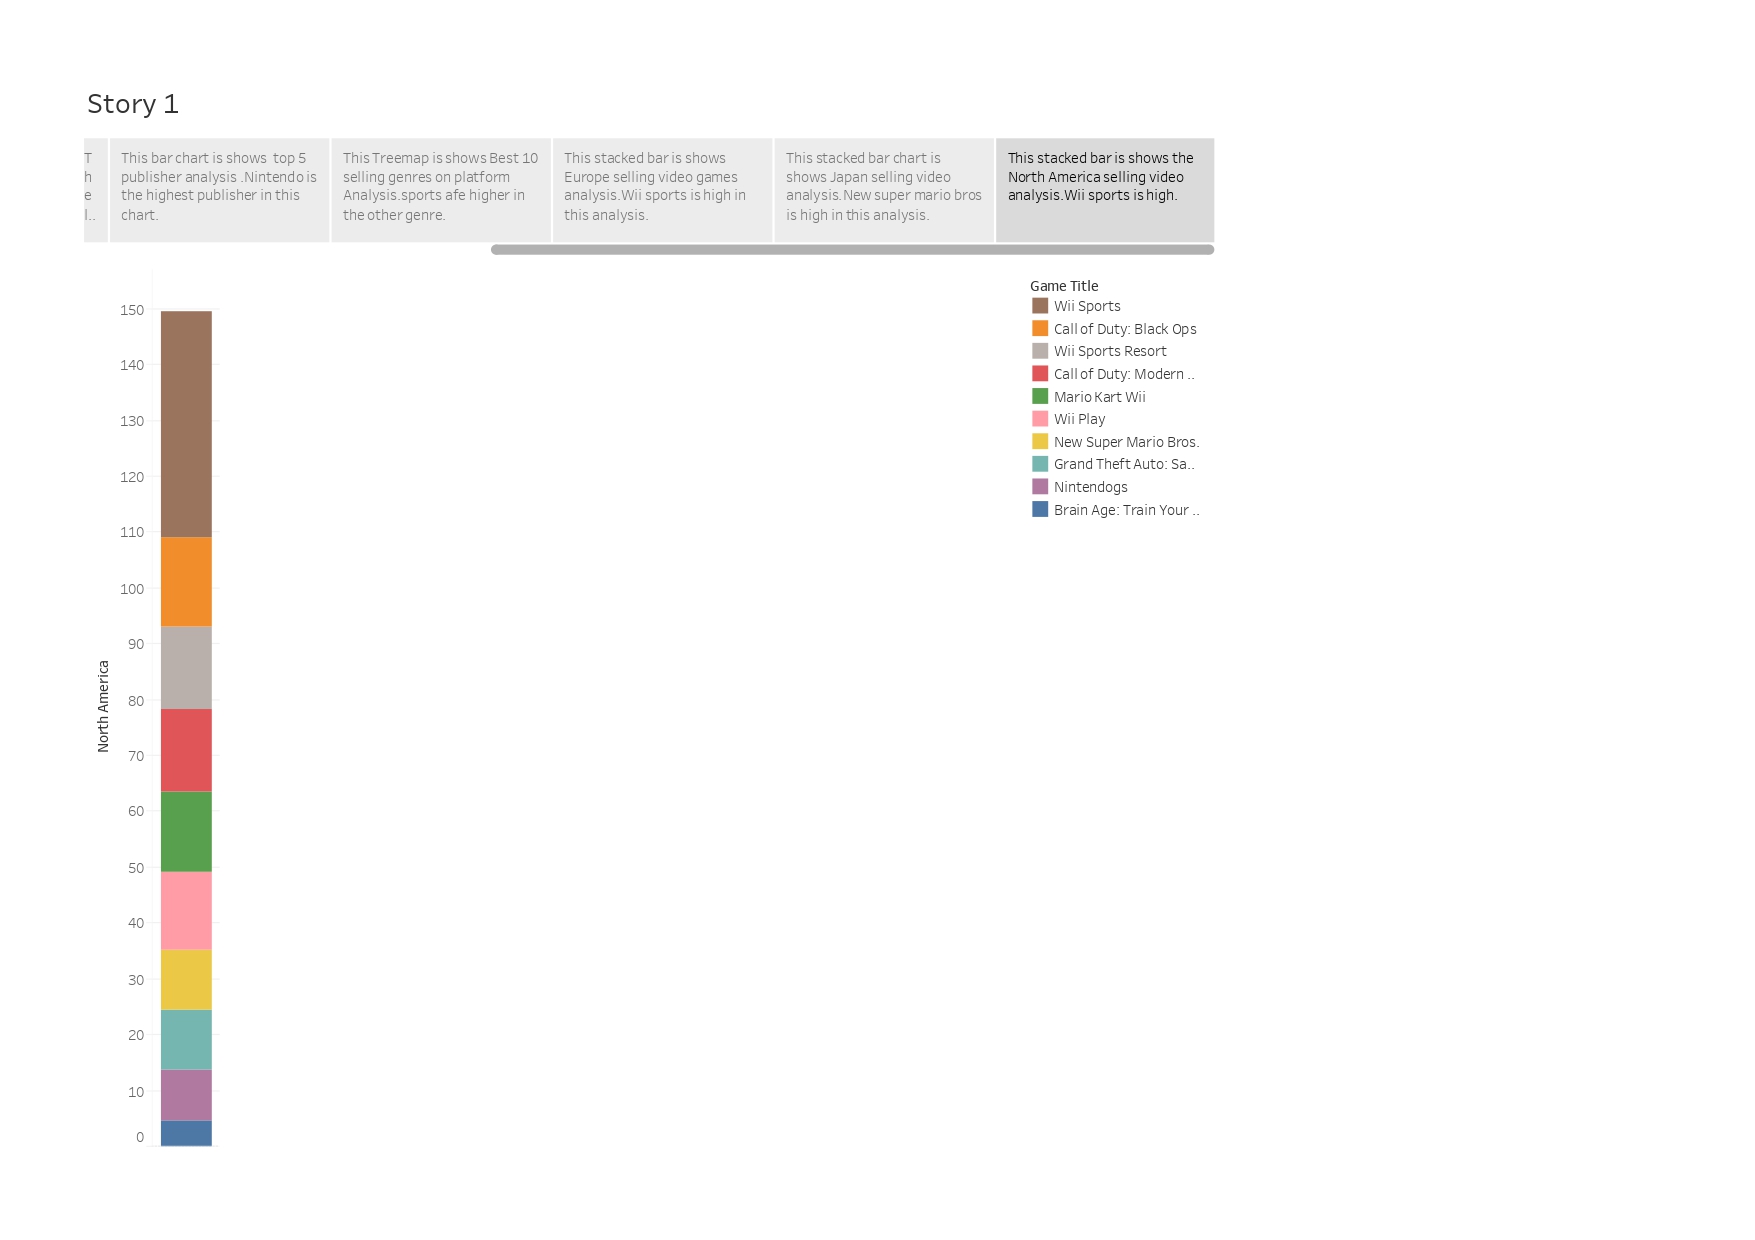 Story 1
T
h
e
l..
This bar chart is shows  top 5
publisher analysis .Nintendo is
the highest publisher in this
chart.
This Treemap is shows Best 10
selling genres on platform
Analysis.sports afe higher in
the other genre.
This stacked bar is shows
Europe selling video games
analysis.Wii sports is high in
this analysis.
This stacked bar chart is
shows Japan selling video
analysis.New super mario bros
is high in this analysis.
This stacked bar is shows the
North America selling video
analysis.Wii sports is high.
150
140
130
120
110
100
90
80
70
60
50
40
30
20
10
0
North America
Game Title
Wii Sports
Call of Duty: Black Ops
Wii Sports Resort
Call of Duty: Modern ..
Mario Kart Wii
Wii Play
New Super Mario Bros.
Grand Theft Auto: Sa..
Nintendogs
Brain Age: Train Your ..